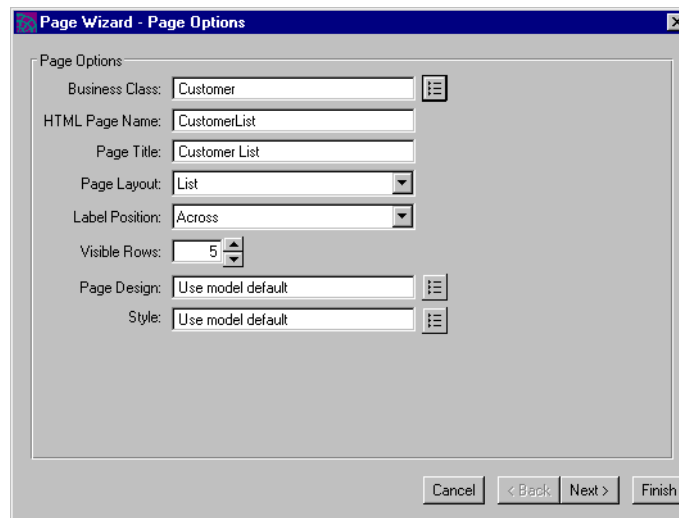 Page Wizard - Page Options
Page Options
Business Class: Customer
HTML Page Name: CustomerList
Page Title: Customer List
Page Layout: List
Label Position: Across
Visible Rows: 5
Page Design: Use model default
Style: Use model default
Cancel < Back Next > Finish